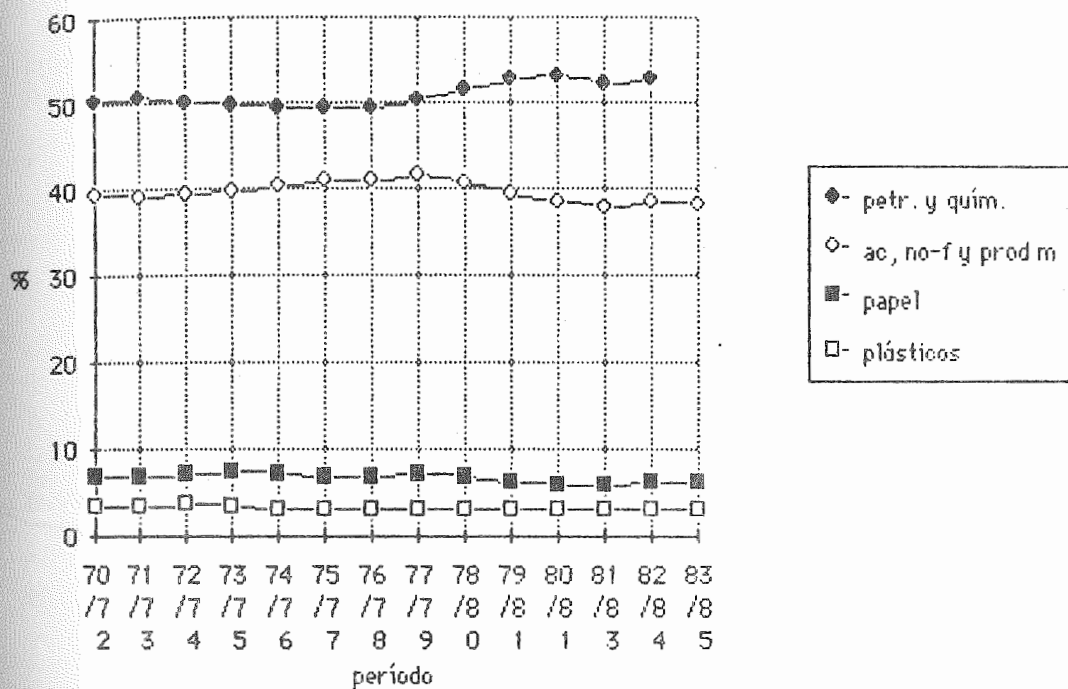 60
50
40
30
20
10
0
%
70 71 72 73 74 75 76 77 78 79 80 81 82 83
/7 /7 /7 /7 /7 /7 /7 /7 /8 /8 /8 /8 /8 /8
2 3 4 5 6 7 8 9 0 1 1 3 4 5
período
petr. y quím.
ac, no-f y prod m
papel
plásticos